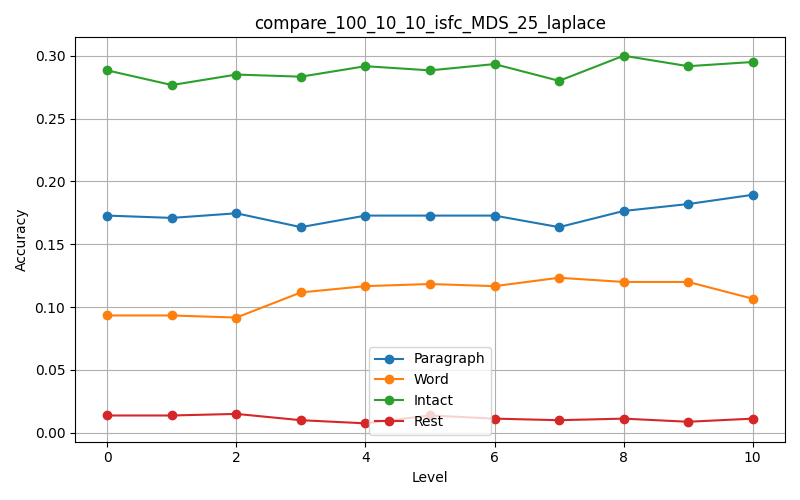 compare_100_10_10_isfc_MDS_25_laplace
Accuracy
0.30
0.25
0.20
0.15
0.10
0.05
0.00
Paragraph
Word
Intact
Rest
0 2 4 6 8 10
Level